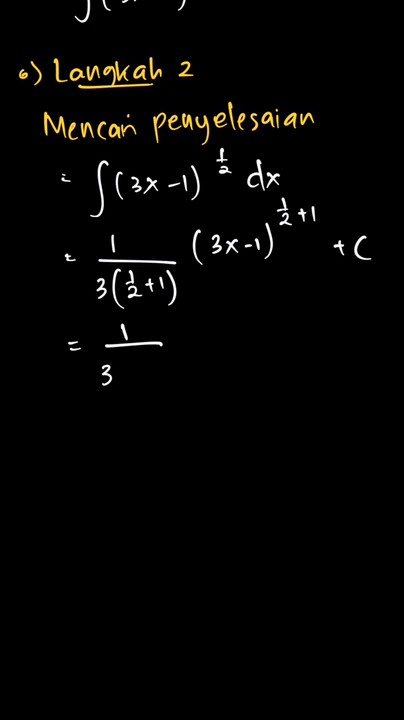 6) Langkah 2
Mencari penyelesaian
= ∫(3x-1)^(1/2) dx
= 1/(3(1/2+1)) (3x-1)^(1/2+1) + C
= 1/3